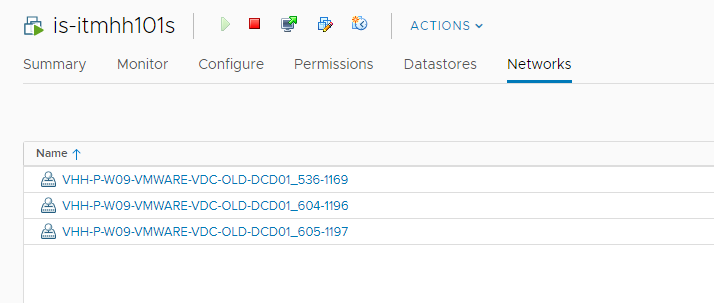 is-itmhh101s
ACTIONS
Summary Monitor Configure Permissions Datastores Networks
Name
VHH-P-W09-VMWARE-VDC-OLD-DCD01_536-1169
VHH-P-W09-VMWARE-VDC-OLD-DCD01_604-1196
VHH-P-W09-VMWARE-VDC-OLD-DCD01_605-1197